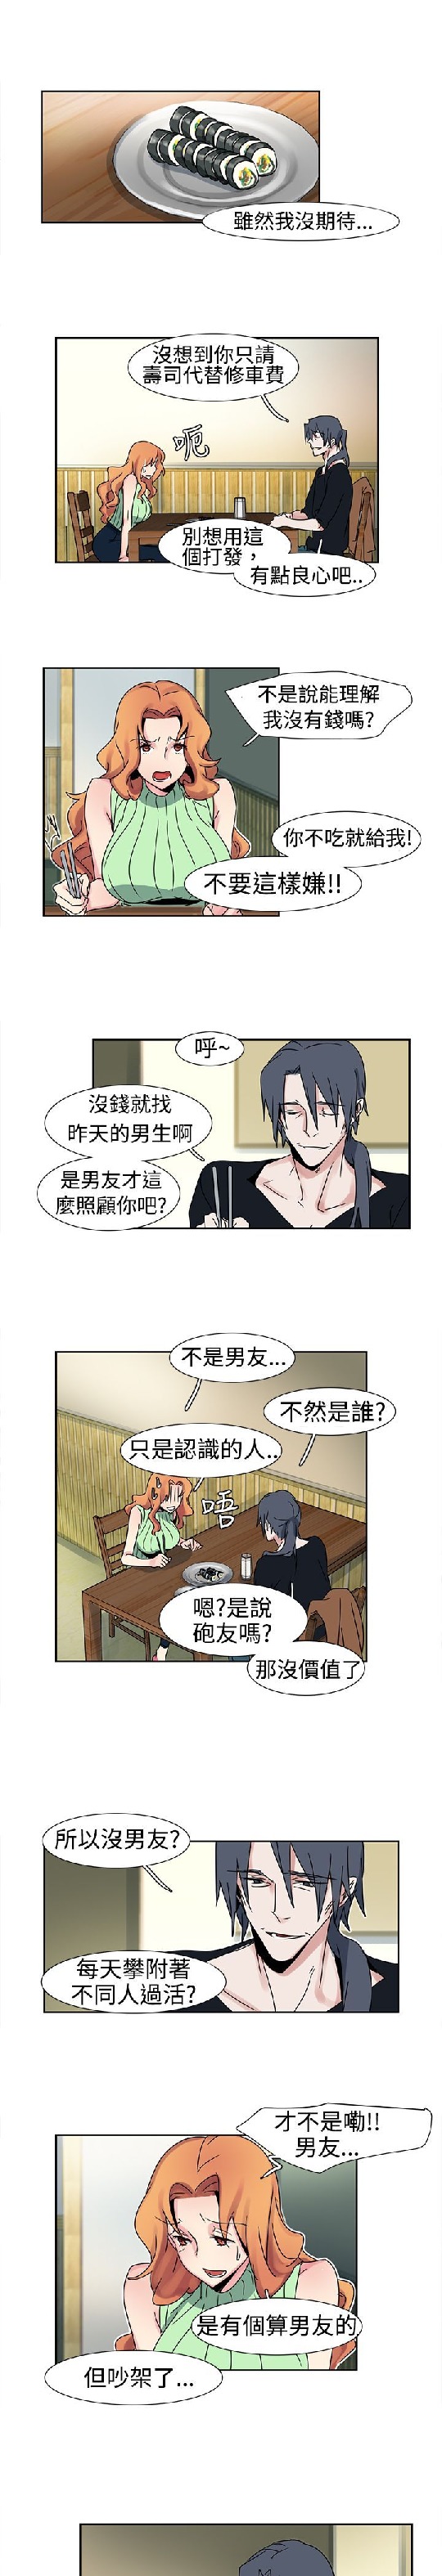 雖然我沒期待...
沒想到你只請
壽司代替修車費
呃
別想用這
個打發，
有點良心吧..
不是說能理解
我沒有錢嗎?
你不吃就給我!
不要這樣嫌!!
呼~
沒錢就找
昨天的男生啊
是男友才這
麼照顧你吧?
不是男友...
不然是誰?
只是認識的人..
唔
嗯?是說
砲友嗎?
那沒價值了
所以沒男友?
每天攀附著
不同人過活?
才不是嘞!!
男友...
是有個算男友的
但吵架了...